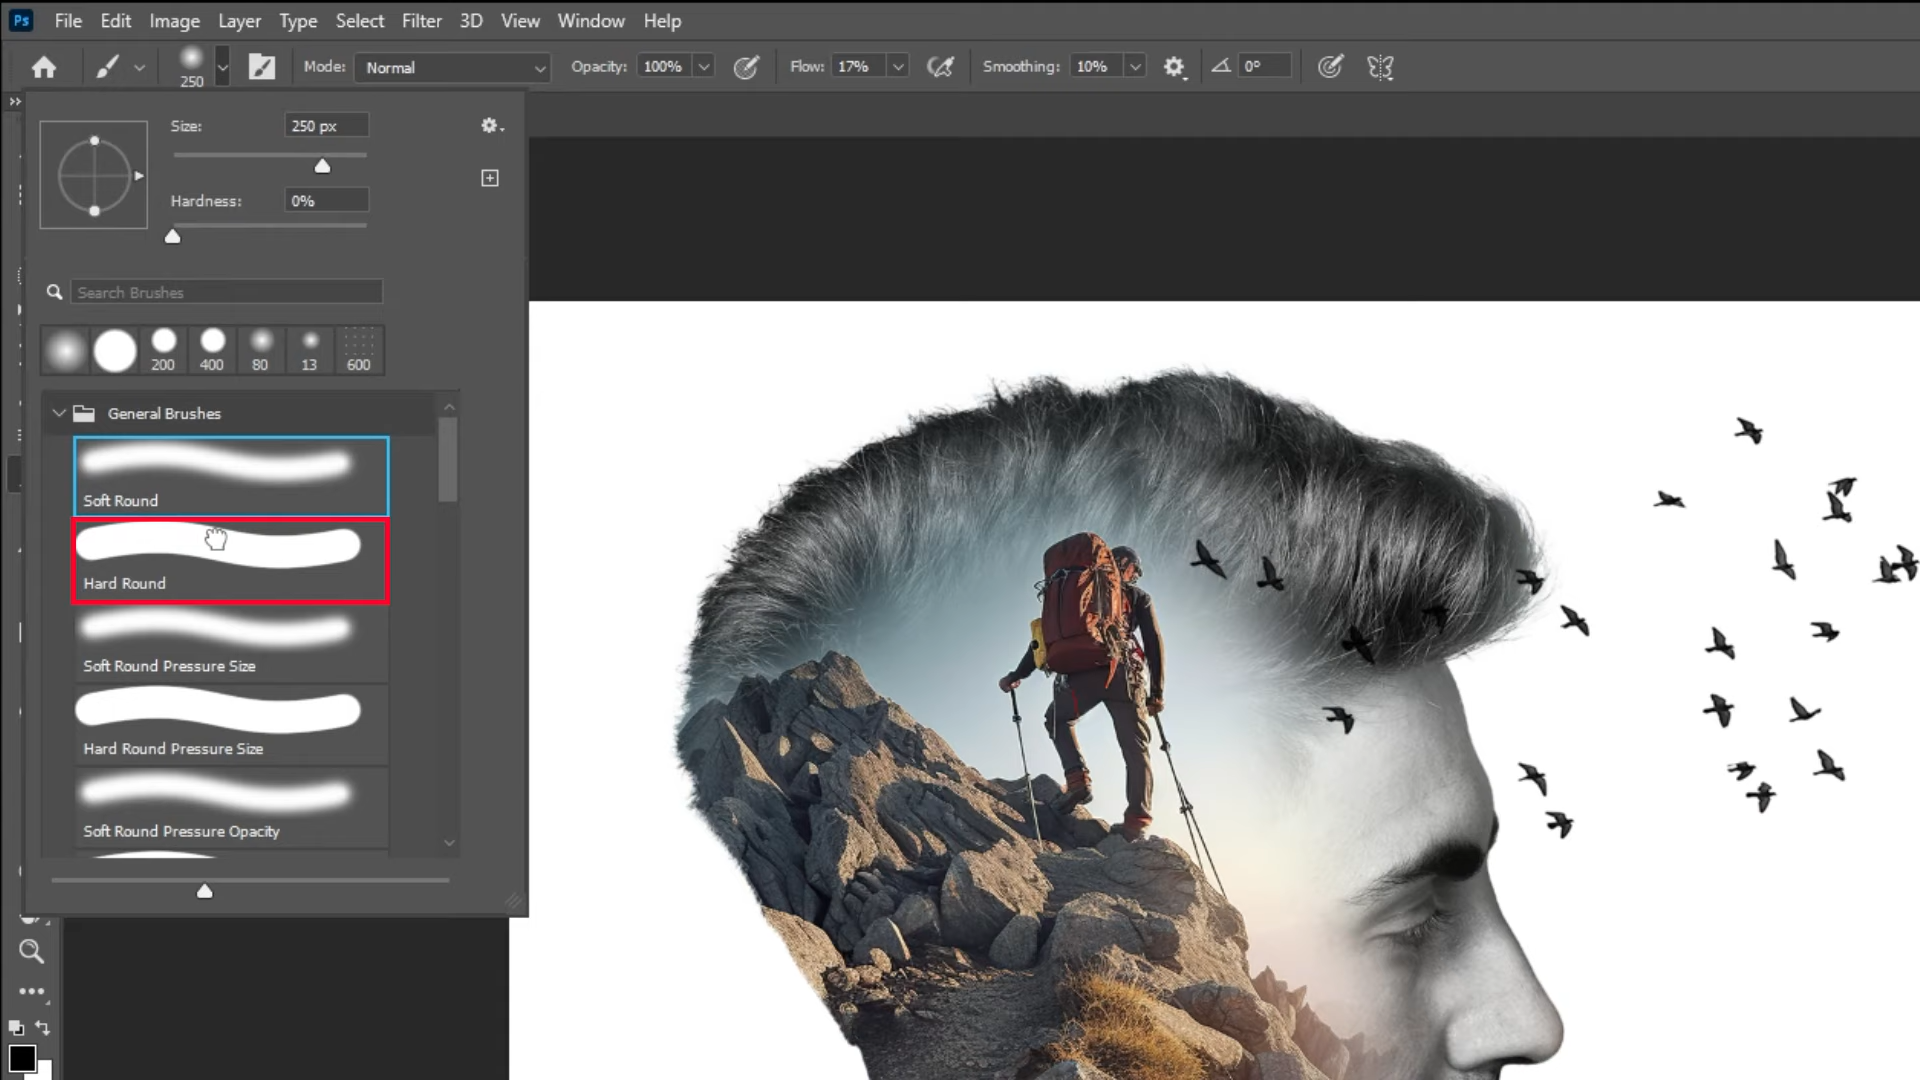 Ps File Edit Image Layer Type Select Filter 3D View Window Help
250 Mode: Normal Opacity: 100% Flow: 17% Smoothing: 10% 0°
Size: 250 px
Hardness: 0%
Search Brushes
200 400 80 13 600
General Brushes
Soft Round
Hard Round
Soft Round Pressure Size
Hard Round Pressure Size
Soft Round Pressure Opacity